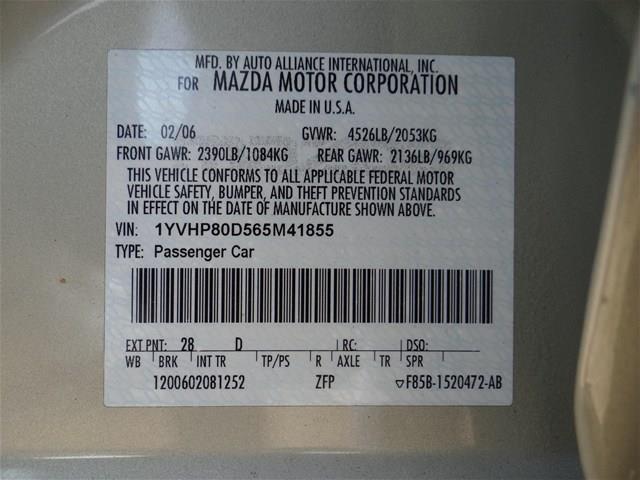 MFD. BY AUTO ALLIANCE INTERNATIONAL, INC.
FOR MAZDA MOTOR CORPORATION
MADE IN U.S.A.
DATE: 02/06 GVWR: 4526LB/2053KG
FRONT GAWR: 2390LB/1084KG REAR GAWR: 2136LB/969KG
THIS VEHICLE CONFORMS TO ALL APPLICABLE FEDERAL MOTOR
VEHICLE SAFETY, BUMPER, AND THEFT PREVENTION STANDARDS
IN EFFECT ON THE DATE OF MANUFACTURE SHOWN ABOVE.
VIN: 1YVHP80D565M41855
TYPE: Passenger Car
EXT PNT: 28 D RC: DSO:
WB BRK INT TR TP/PS R AXLE TR SPR
1200602081252 ZFP ▽F85B-1520472-AB